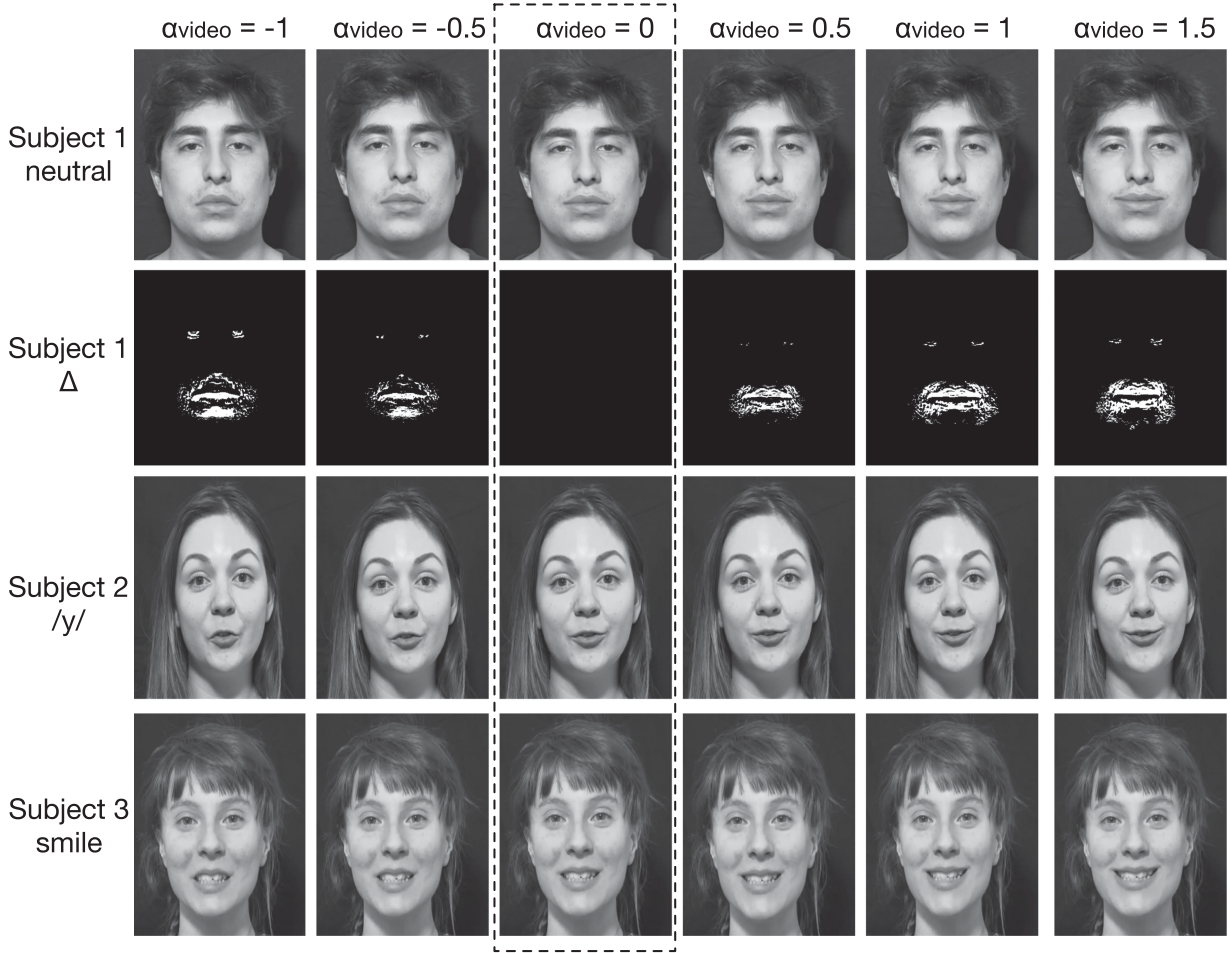 αvideo = -1 αvideo = -0.5 αvideo = 0 αvideo = 0.5 αvideo = 1 αvideo = 1.5
Subject 1
neutral
Subject 1
Δ
Subject 2
/y/
Subject 3
smile